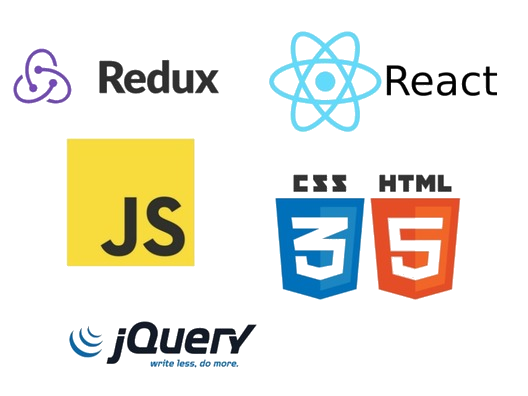 Redux
React
JS
CSS HTML
3 5
jQuery
write less, do more.